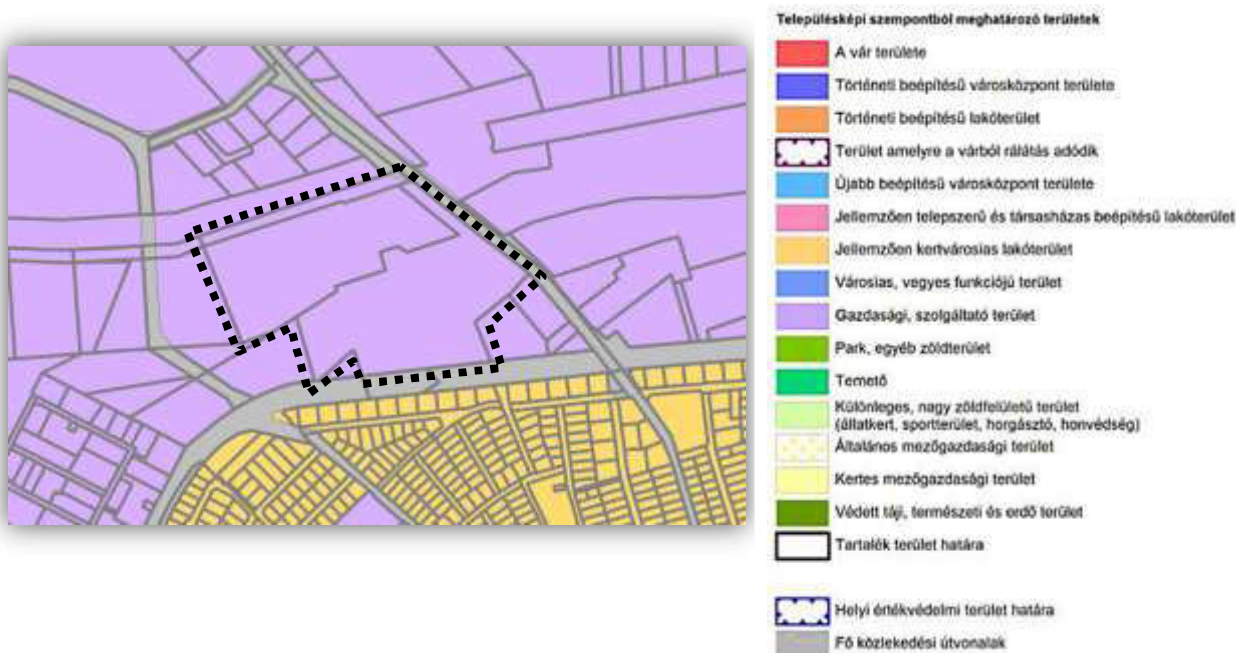 Településképi szempontból meghatározó területek
A vár területe
Történeti beépítésű városközpont területe
Történeti beépítésű lakóterület
Terület amelyre a várból rálátás adódik
Újabb beépítésű városközpont területe
Jellemzően telepszerű és társasházas beépítésű lakóterület
Jellemzően kertvárosias lakóterület
Városias, vegyes funkciójú terület
Gazdasági, szolgáltató terület
Park, egyéb zöldterület
Temető
Különleges, nagy zöldfelületű terület
(állatkert, sportterület, horgásztó, honvédség)
Általános mezőgazdasági terület
Kertes mezőgazdasági terület
Védett táji, természeti és erdő terület
Tartalék terület határa
Helyi értékvédelmi terület határa
Fő közlekedési útvonalak